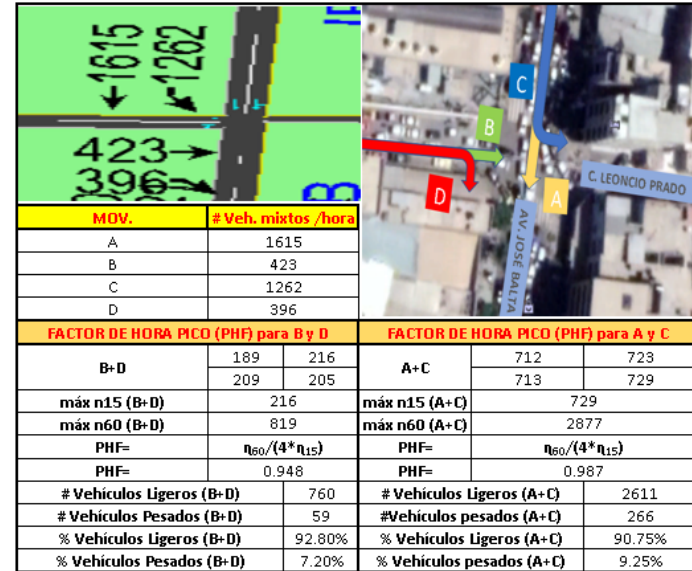 1615
1262
423
396
C
B
D
A
C. LEONCIO PRADO
AV. JOSÉ BALTA
MOV. # Veh. mixtos /hora
A 1615
B 423
C 1262
D 396
FACTOR DE HORA PICO (PHF) para B y D
B+D 189 216
209 205
máx n15 (B+D) 216
máx n60 (B+D) 819
PHF= η60/(4*η15)
PHF= 0.948
# Vehículos Ligeros (B+D) 760
# Vehículos Pesados (B+D) 59
% Vehículos Ligeros (B+D) 92.80%
% Vehículos Pesados (B+D) 7.20%
FACTOR DE HORA PICO (PHF) para A y C
A+C 712 723
713 729
máx n15 (A+C) 729
máx n60 (A+C) 2877
PHF= η60/(4*η15)
PHF= 0.987
# Vehículos Ligeros (A+C) 2611
#Vehículos pesados (A+C) 266
% Vehículos Ligeros (A+C) 90.75%
% Vehículos pesados (A+C) 9.25%